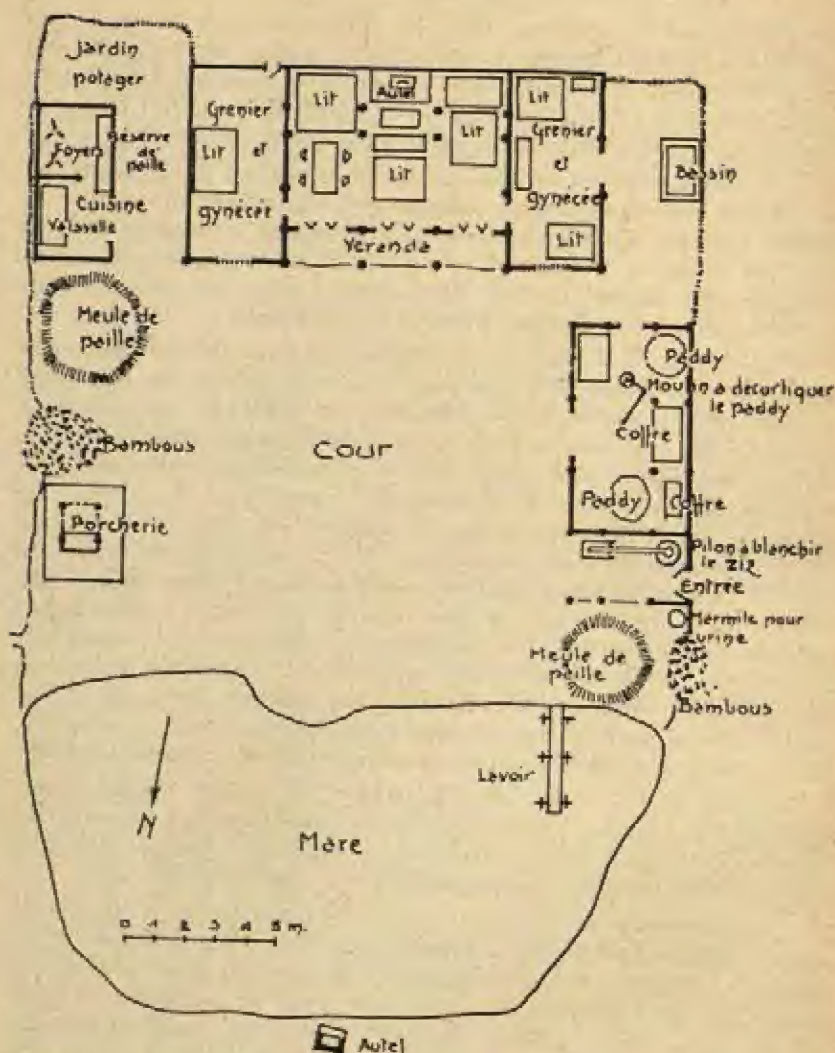 Jardin
potager
Foyer
Réserve
de
paille
Cuisine
Vaisselle
Grenier
Lit
et
gynécée
Lit
Autel
Lit
Lit
Veranda
Lit
Grenier
et
gynécée
Lit
Bassin
Meule de
paille
Bambous
Cour
Porcherie
Paddy
Moulin à décortiquer
le paddy
Coffre
Paddy
Coffre
Pilon à blanchir
le riz
Entrée
Marmite pour
urine
Meule de
paille
Bambous
Lavoir
N
Mare
0 1 2 3 4 5 m.
Autel